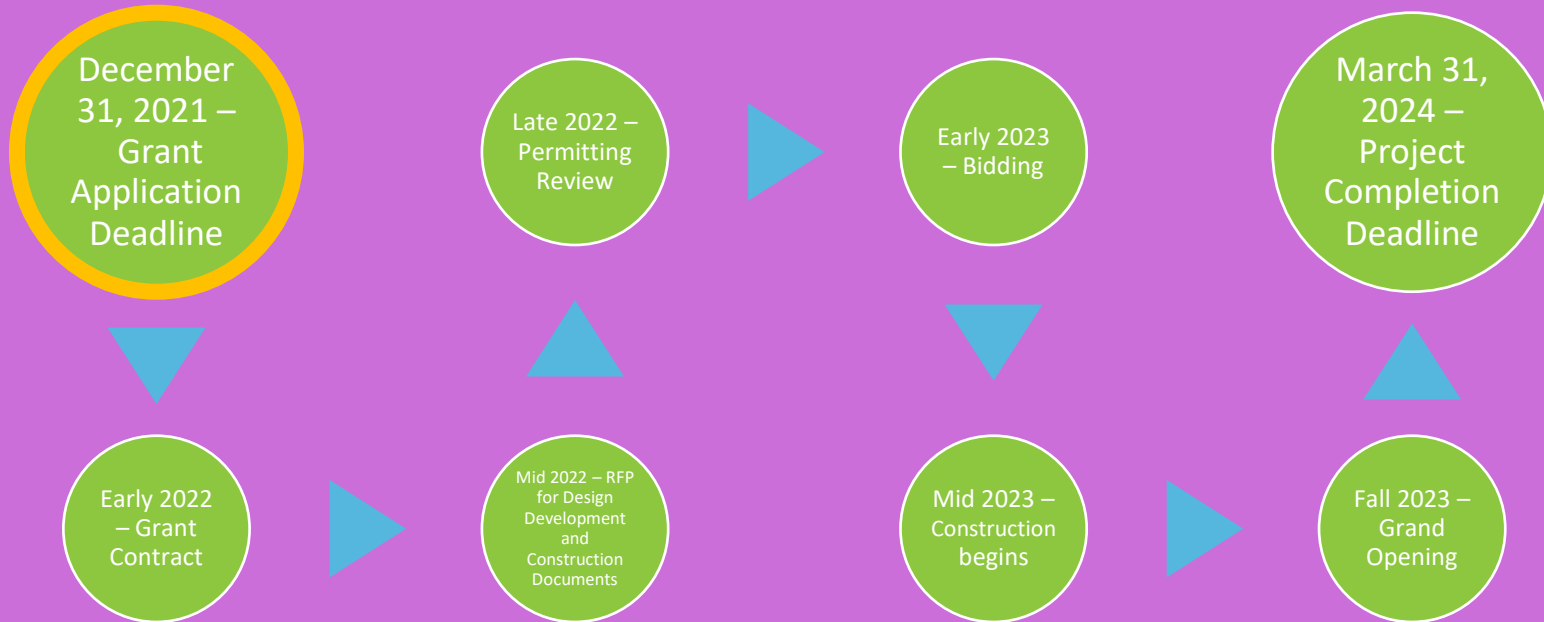 December
31, 2021 –
Grant
Application
Deadline
Early 2022
– Grant
Contract
Mid 2022 – RFP
for Design
Development
and
Construction
Documents
Late 2022 –
Permitting
Review
Early 2023
– Bidding
Mid 2023 –
Construction
begins
Fall 2023 –
Grand
Opening
March 31,
2024 –
Project
Completion
Deadline